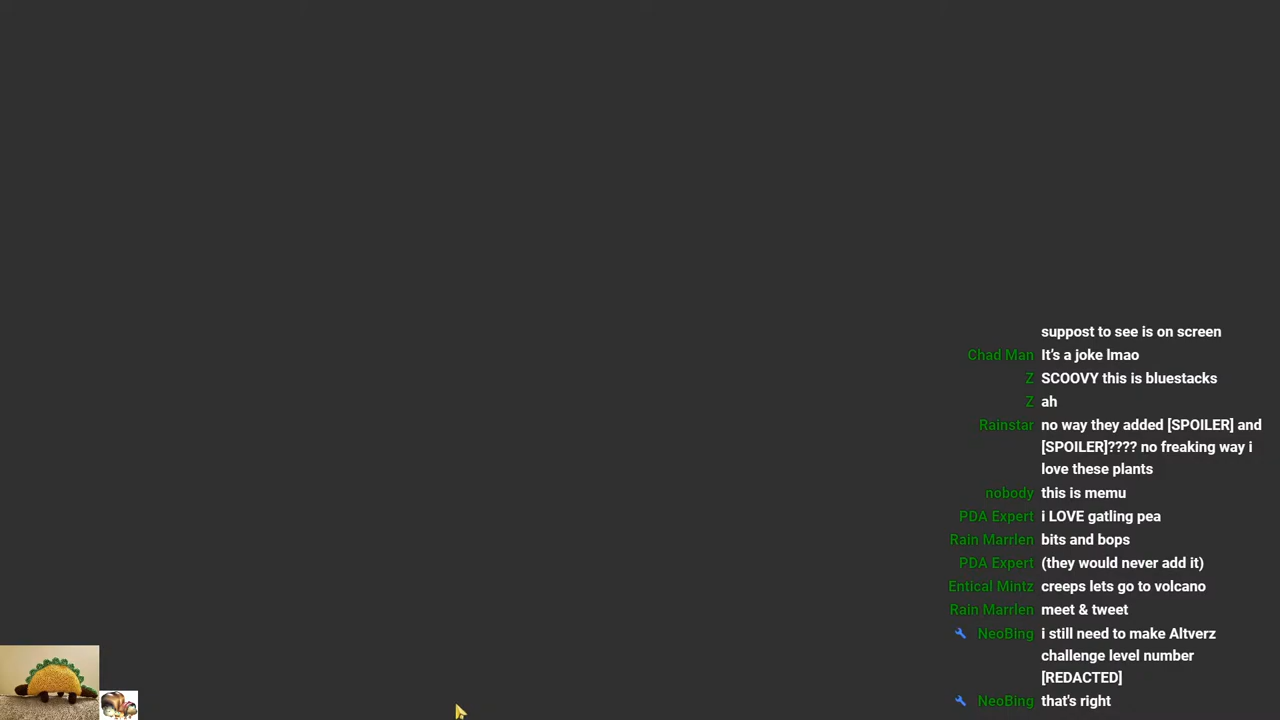 suppost to see is on screen
Chad Man It's a joke lmao
Z SCOOVY this is bluestacks
Z ah
Rainstar no way they added [SPOILER] and
[SPOILER]???? no freaking way i
love these plants
nobody this is memu
PDA Expert i LOVE gatling pea
Rain Marrlen bits and bops
PDA Expert (they would never add it)
Entical Mintz creeps lets go to volcano
Rain Marrlen meet & tweet
NeoBing i still need to make Altverz
challenge level number
[REDACTED]
NeoBing that's right